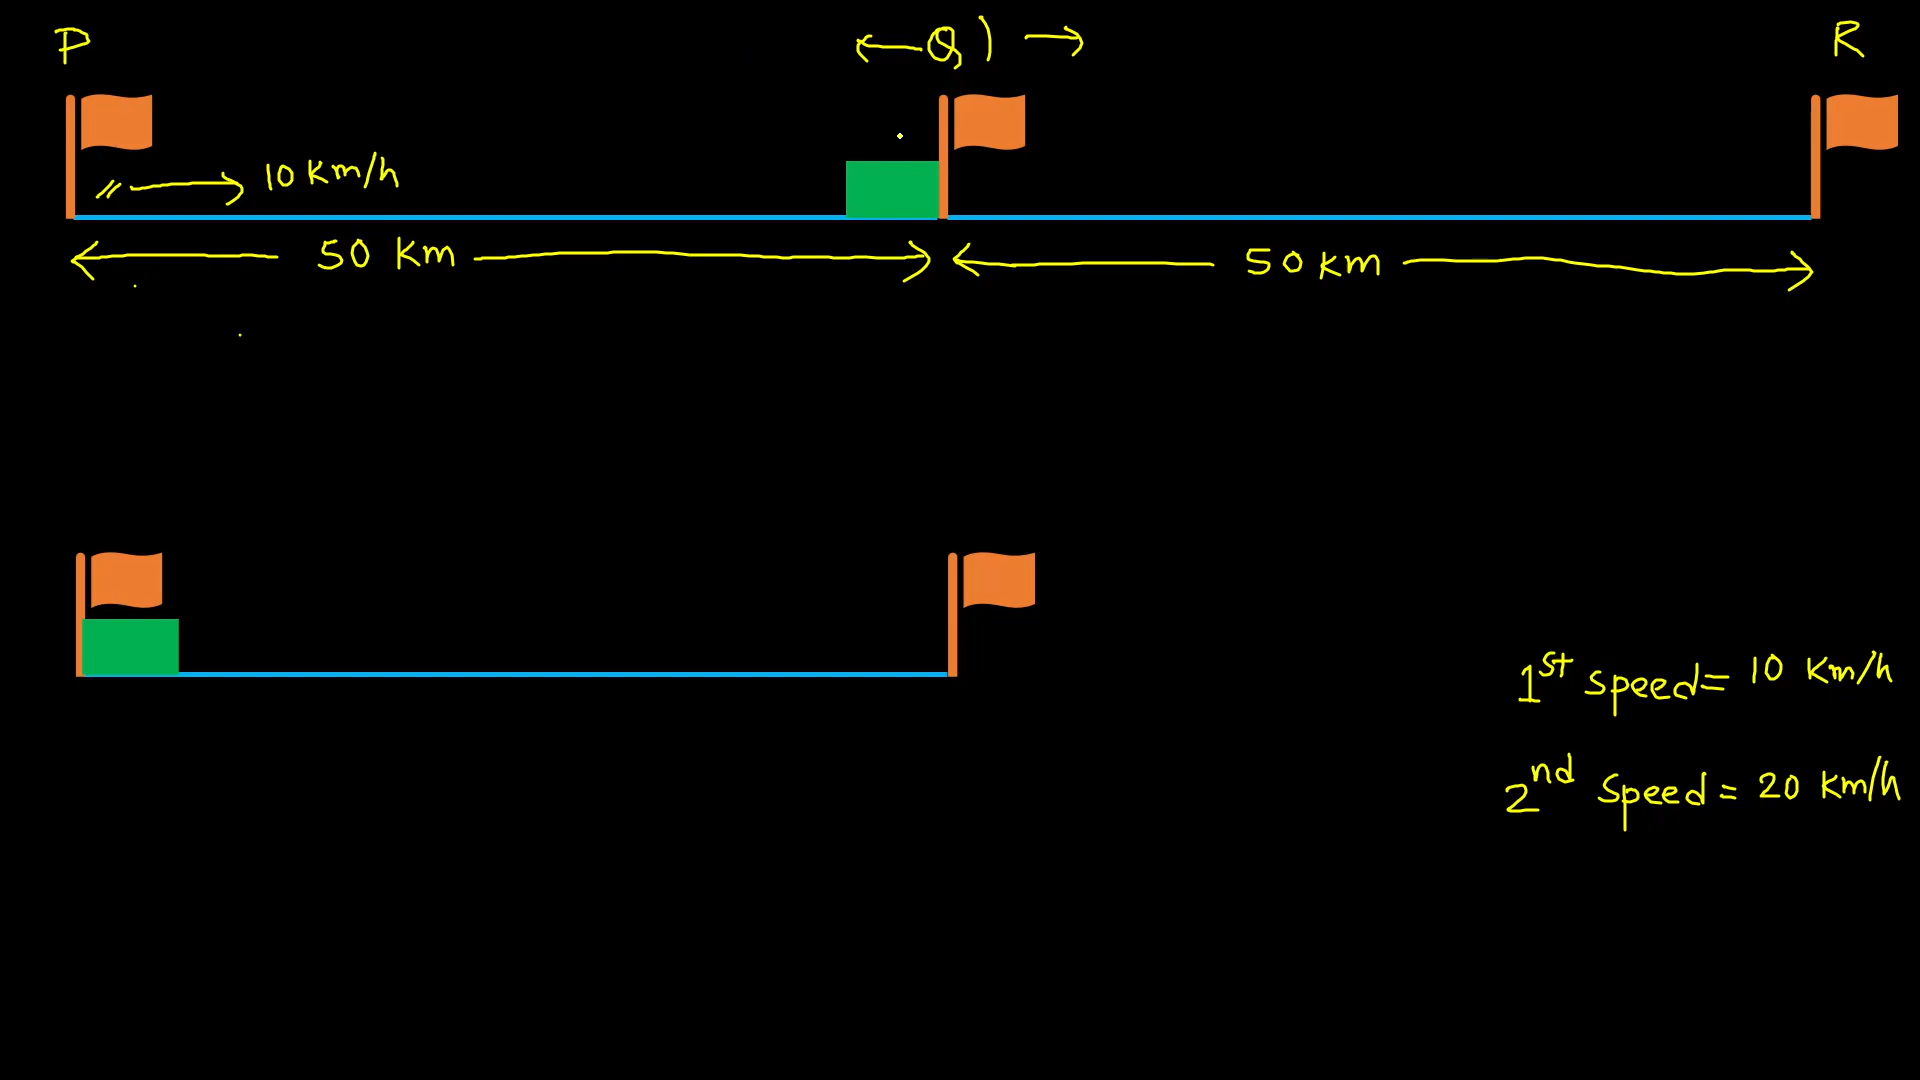 P ← Q) → R
→ 10 Km/h
50 Km 50 Km
1st Speed = 10 Km/h
2nd Speed = 20 Km/h